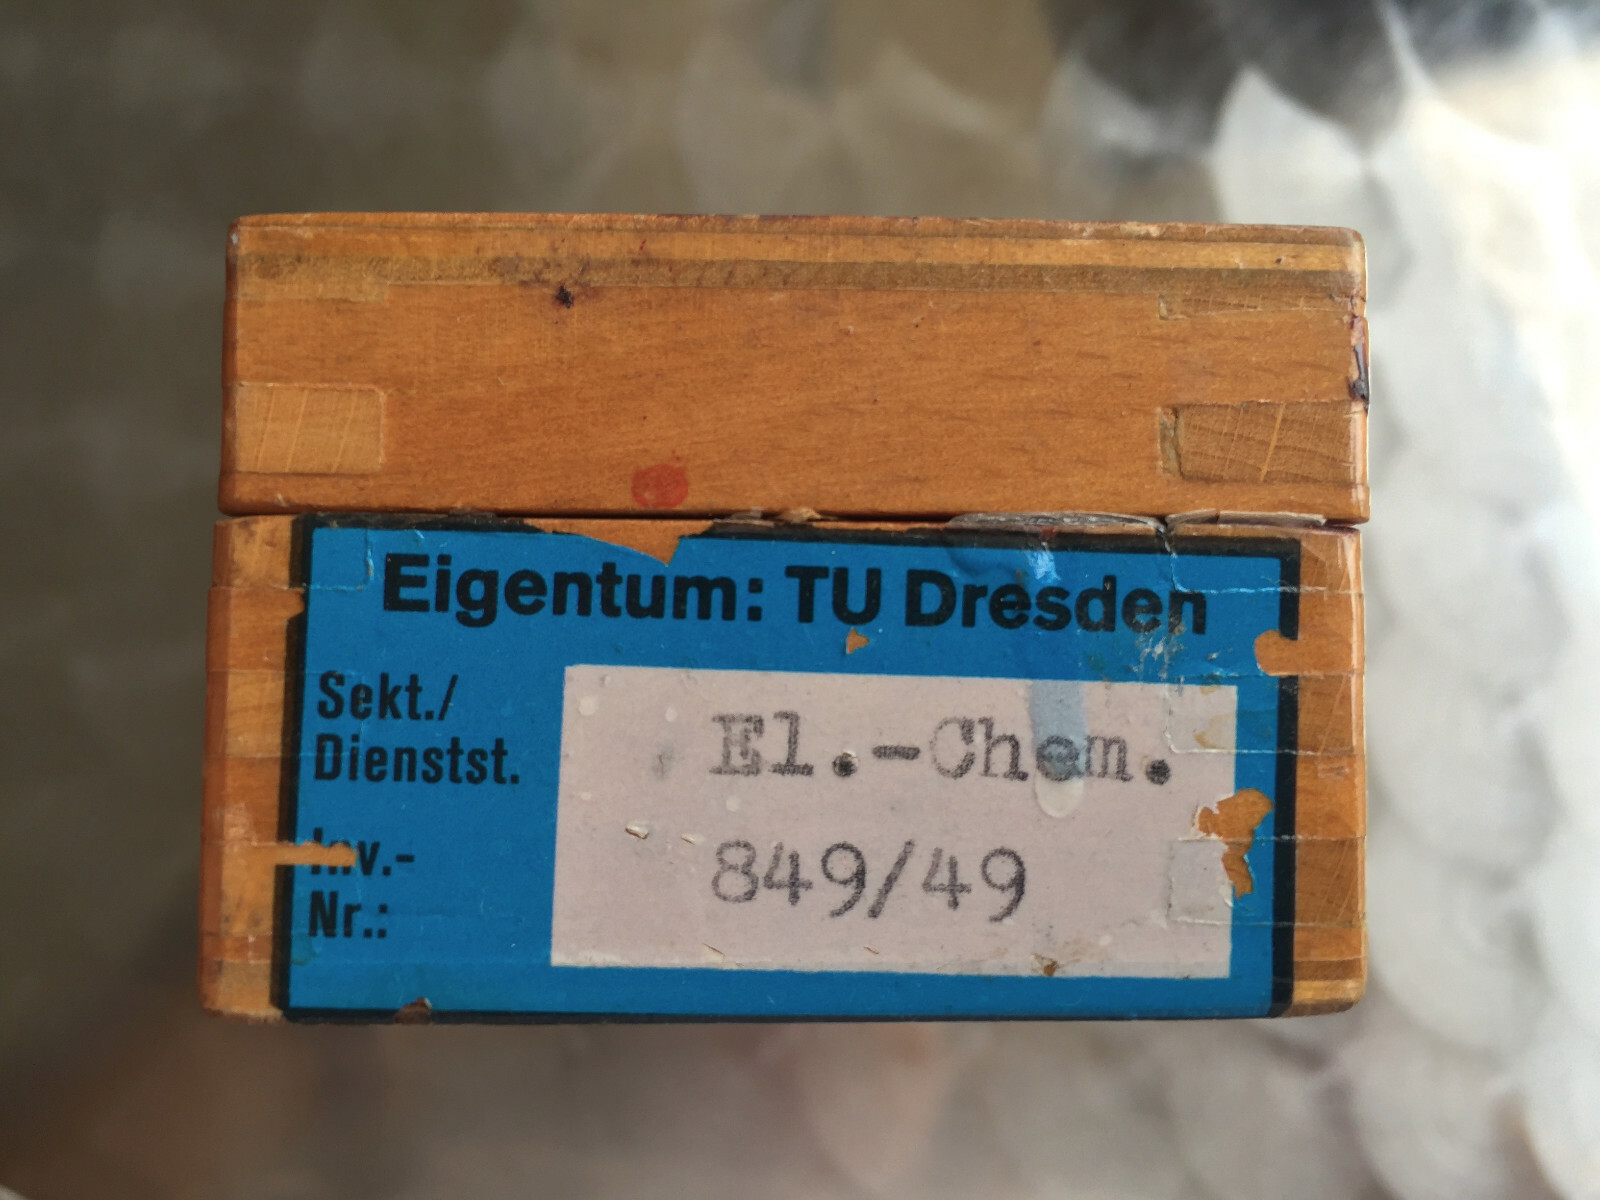 Eigentum: TU Dresden
Sekt./
Dienstst.
El.-Chem.
Inv.-
Nr.:
849/49